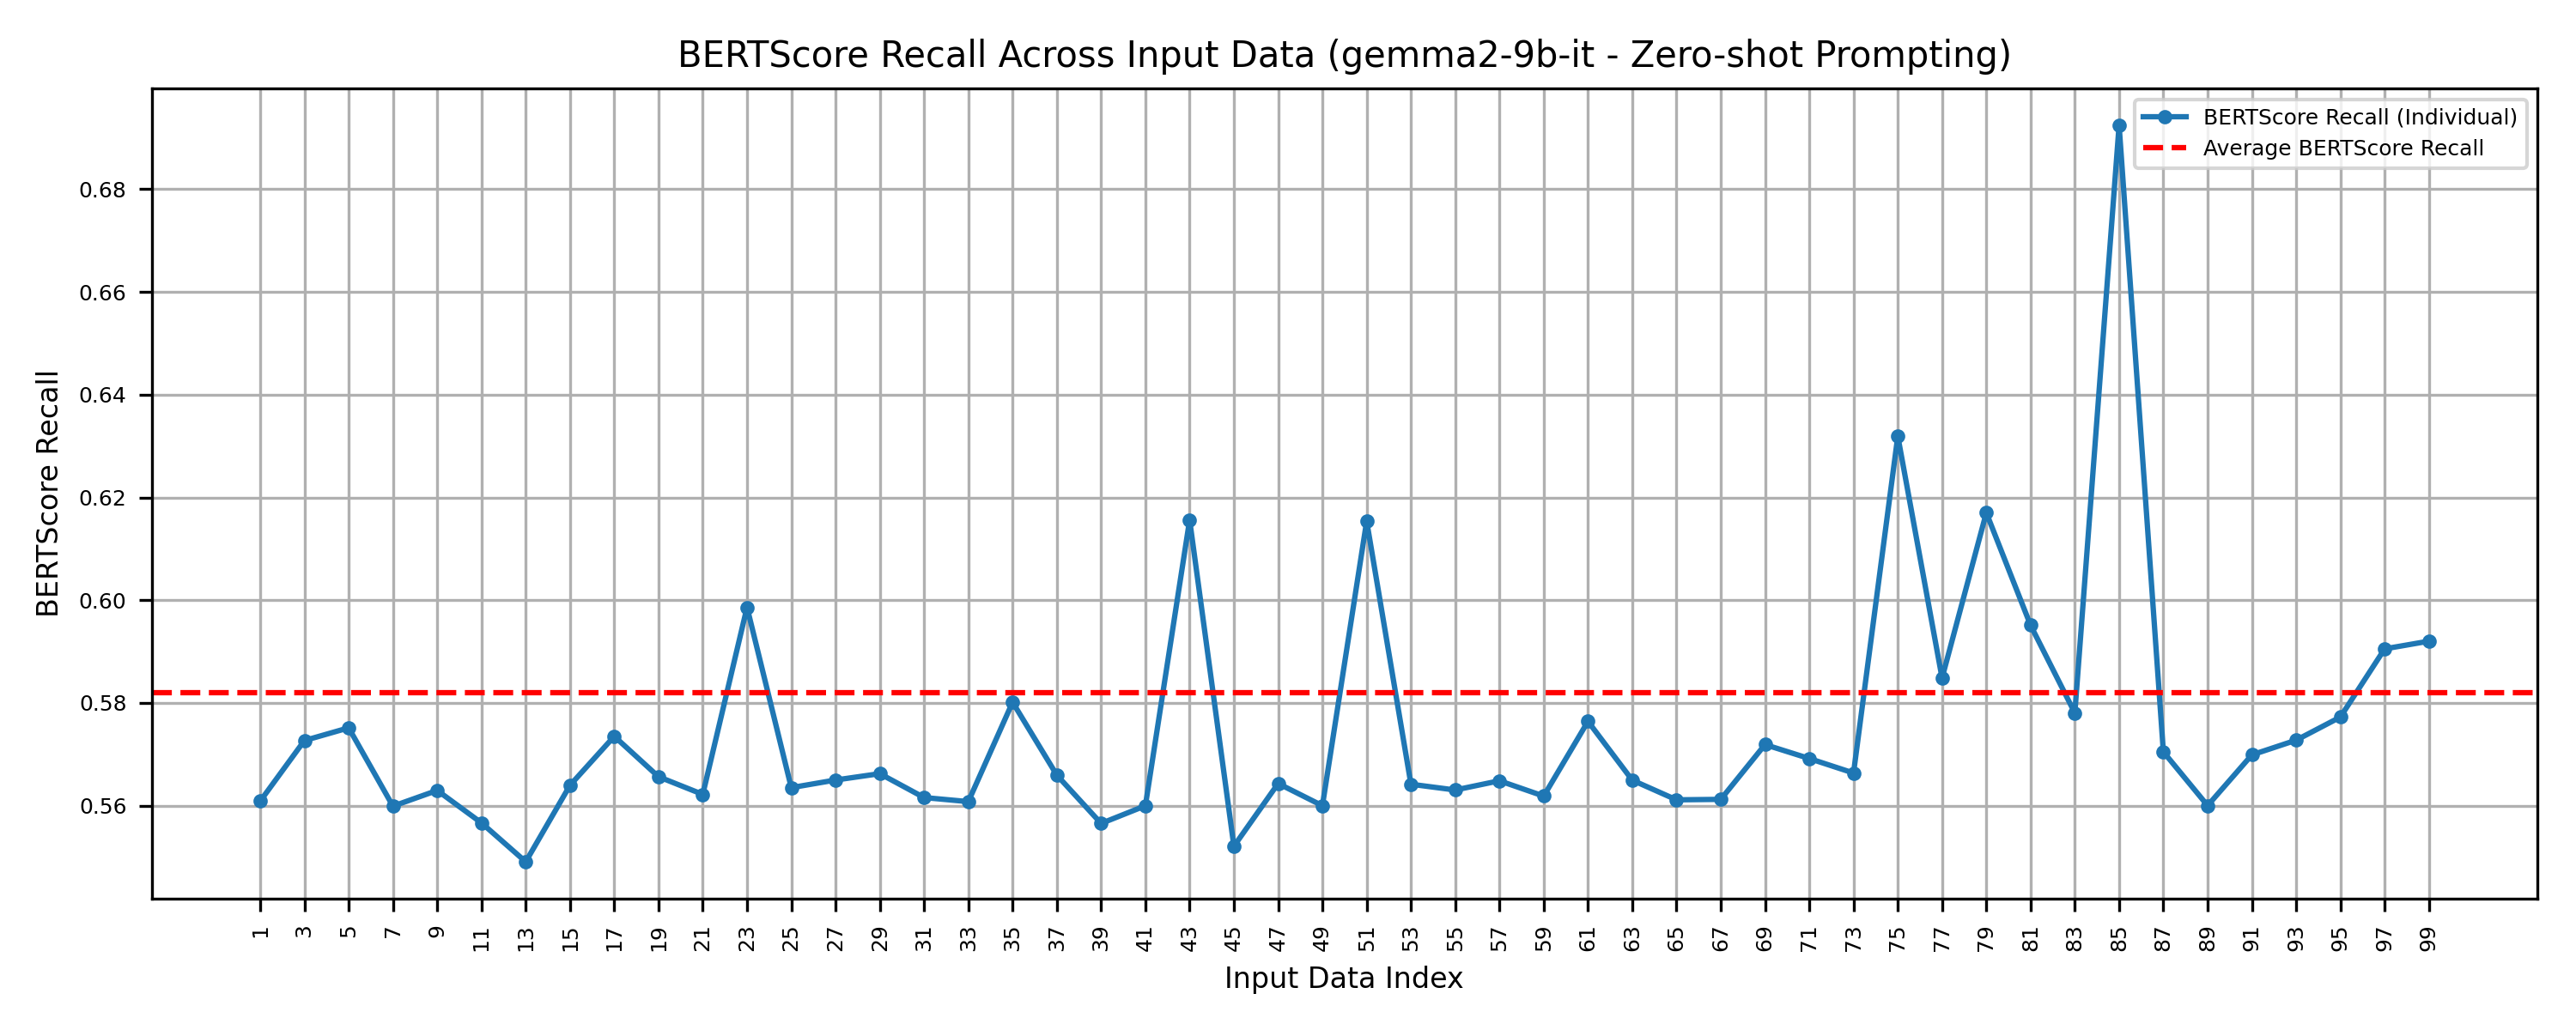 BERTScore Recall Across Input Data (gemma2-9b-it - Zero-shot Prompting)
BERTScore Recall (Individual)
Average BERTScore Recall
BERTScore Recall
0.68
0.66
0.64
0.62
0.60
0.58
0.56
1 3 5 7 9 11 13 15 17 19 21 23 25 27 29 31 33 35 37 39 41 43 45 47 49 51 53 55 57 59 61 63 65 67 69 71 73 75 77 79 81 83 85 87 89 91 93 95 97 99
Input Data Index